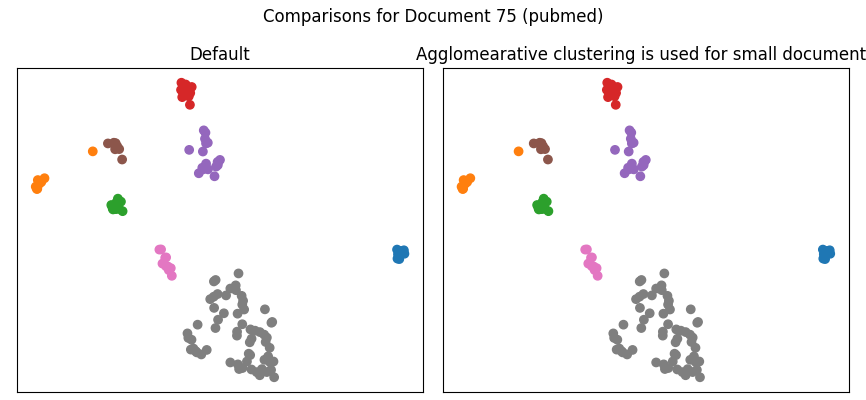 Comparisons for Document 75 (pubmed)
Default
Agglomearative clustering is used for small document